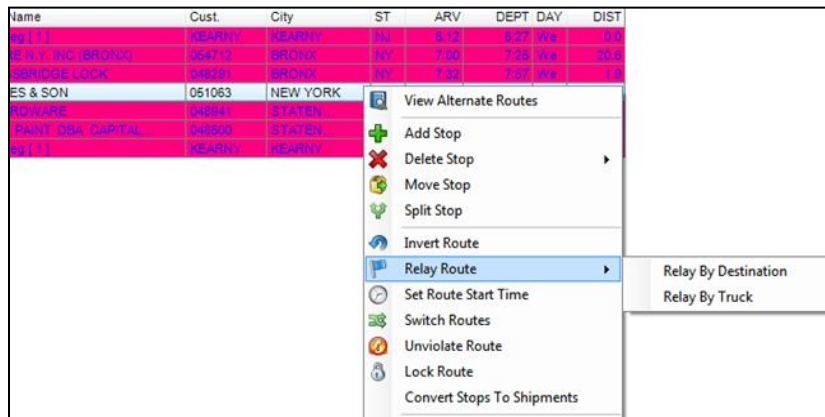 Name Cust. City ST ARV DEPT DAY DIST
eg [ 1 ] KEARNY KEARNY NJ 6:12 6:27 We 0.0
RE N.Y. INC (BRONX) 054712 BRONX NY 7:00 7:25 We 20.6
SBRIDGE LOCK 048291 BRONX NY 7:32 7:57 We 1.9
ES & SON 051063 NEW YORK
RDWARE 048941 STATEN...
PAINT DBA CAPITAL... 048500 STATEN...
eg [ 1 ] KEARNY KEARNY
View Alternate Routes
Add Stop
Delete Stop
Move Stop
Split Stop
Invert Route
Relay Route
Relay By Destination
Set Route Start Time
Relay By Truck
Switch Routes
Unviolate Route
Lock Route
Convert Stops To Shipments